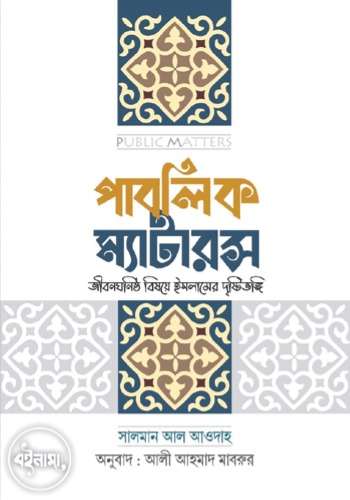 PUBLIC MATTERS
পাবলিক
ম্যাটারস
জীবনঘনিষ্ঠ বিষয়ে ইসলামের দৃষ্টিভঙ্গি
সালমান আল আওদাহ
অনুবাদ : আলী আহমাদ মাবরুর
বইনামা